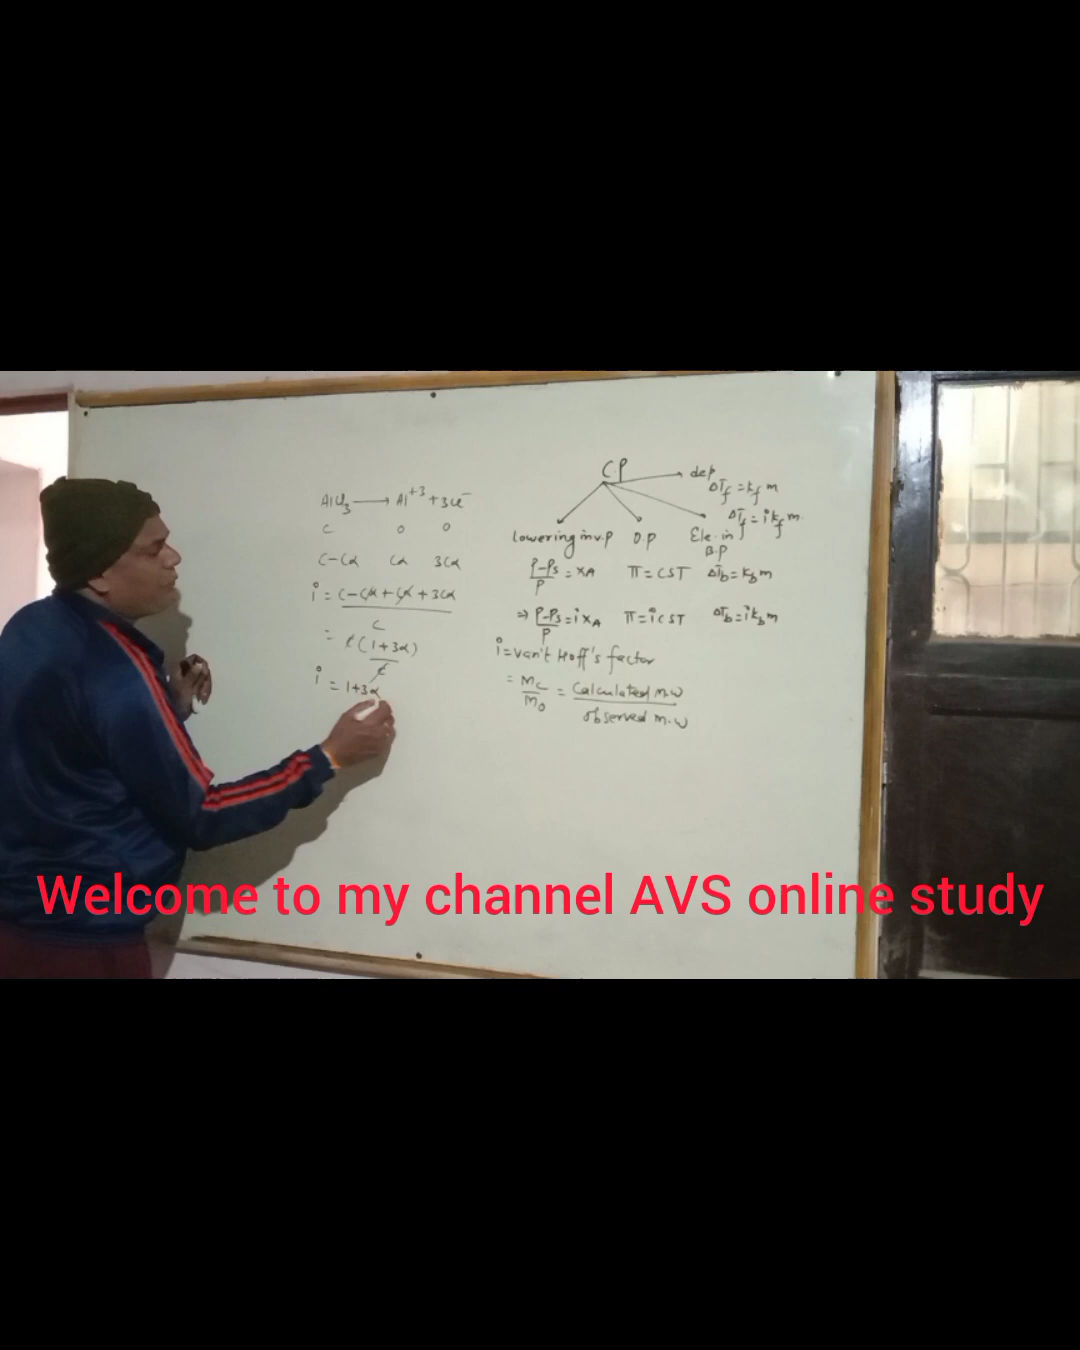 AlCl₃ → Al⁺³ + 3Cl⁻
C 0 0
C-Cα Cα 3Cα
i = C-Cα + Cα + 3Cα
C
= C(1+3α)
C
i = 1+3α
C.P
dep
ΔTf = kf m
ΔTf = i kf m
lowering in v.p O.P Ele. in B.P
P-Ps/P = xA π = CST ΔTb = kb m
⇒ P-Ps/P = i xA π = iCST ΔTb = i kb m
i = van't Hoff's factor
= Mc/Mo = Calculated m.w
observed m.w
Welcome to my channel AVS online study